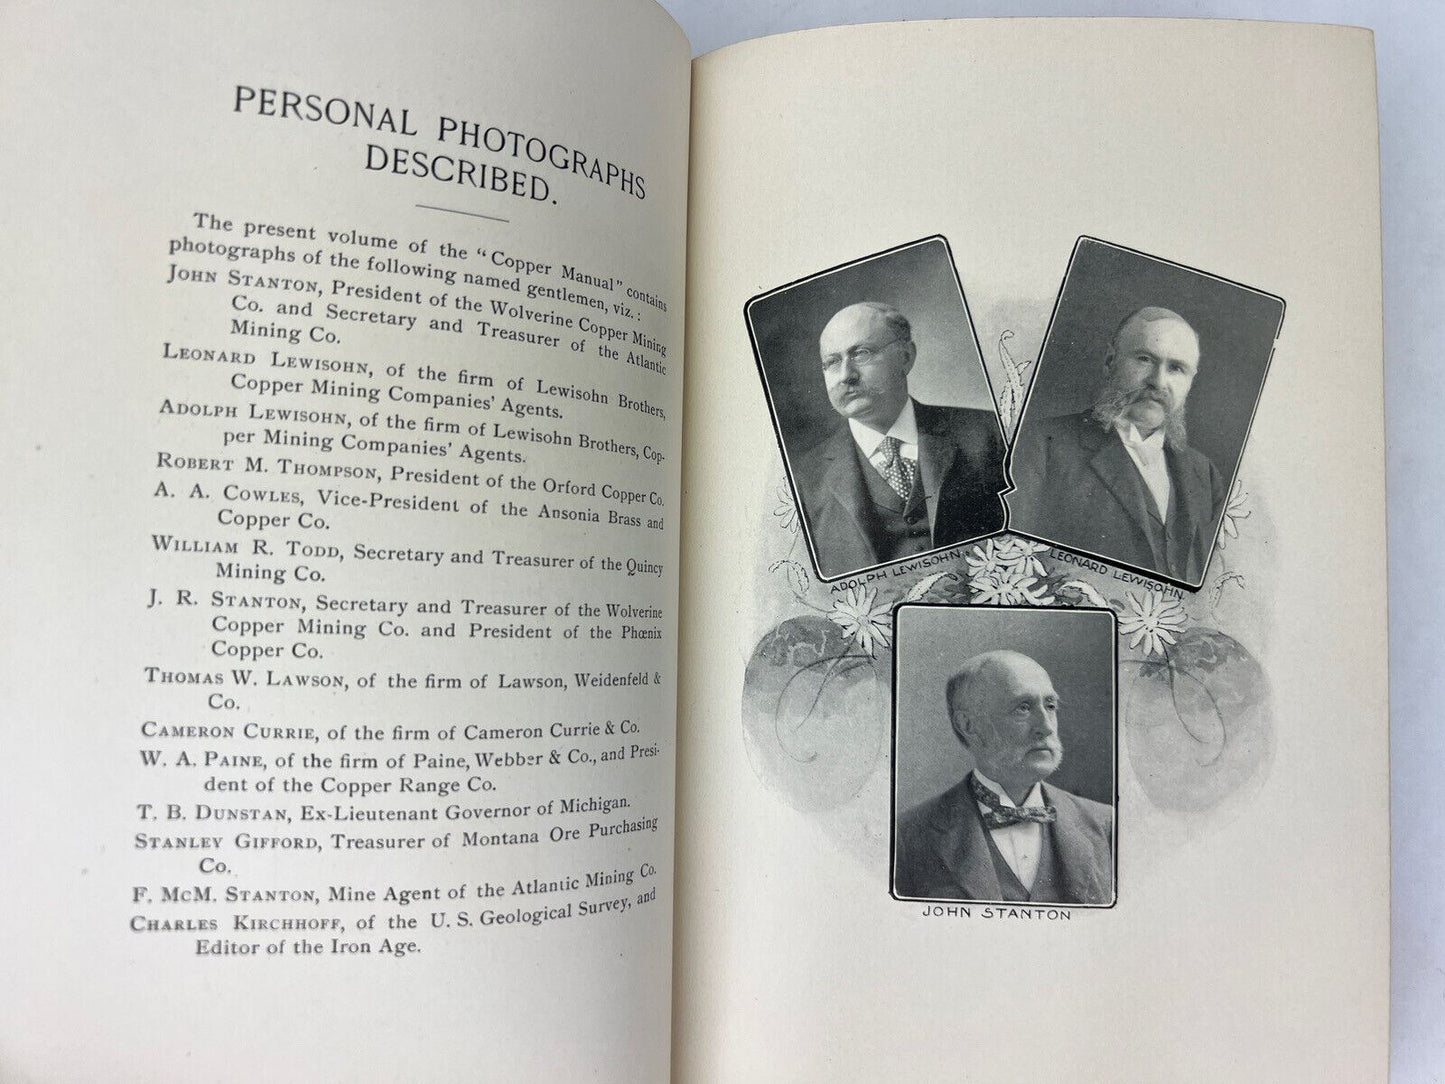 PERSONAL PHOTOGRAPHS
DESCRIBED.
The present volume of the "Copper Manual" contains
photographs of the following named gentlemen, viz.:
JOHN STANTON, President of the Wolverine Copper Mining
Co. and Secretary and Treasurer of the Atlantic
Mining Co.
LEONARD LEWISOHN, of the firm of Lewisohn Brothers,
Copper Mining Companies' Agents.
ADOLPH LEWISOHN, of the firm of Lewisohn Brothers, Cop-
per Mining Companies' Agents.
ROBERT M. THOMPSON, President of the Orford Copper Co.
A. A. COWLES, Vice-President of the Ansonia Brass and
Copper Co.
WILLIAM R. TODD, Secretary and Treasurer of the Quincy
Mining Co.
J. R. STANTON, Secretary and Treasurer of the Wolverine
Copper Mining Co. and President of the Phœnix
Copper Co.
THOMAS W. LAWSON, of the firm of Lawson, Weidenfeld &
Co.
CAMERON CURRIE, of the firm of Cameron Currie & Co.
W. A. PAINE, of the firm of Paine, Webber & Co., and Presi-
dent of the Copper Range Co.
T. B. DUNSTAN, Ex-Lieutenant Governor of Michigan.
STANLEY GIFFORD, Treasurer of Montana Ore Purchasing
Co.
F. McM. STANTON, Mine Agent of the Atlantic Mining Co.
CHARLES KIRCHHOFF, of the U. S. Geological Survey, and
Editor of the Iron Age.
ADOLPH LEWISOHN
LEONARD LEWISOHN
JOHN STANTON